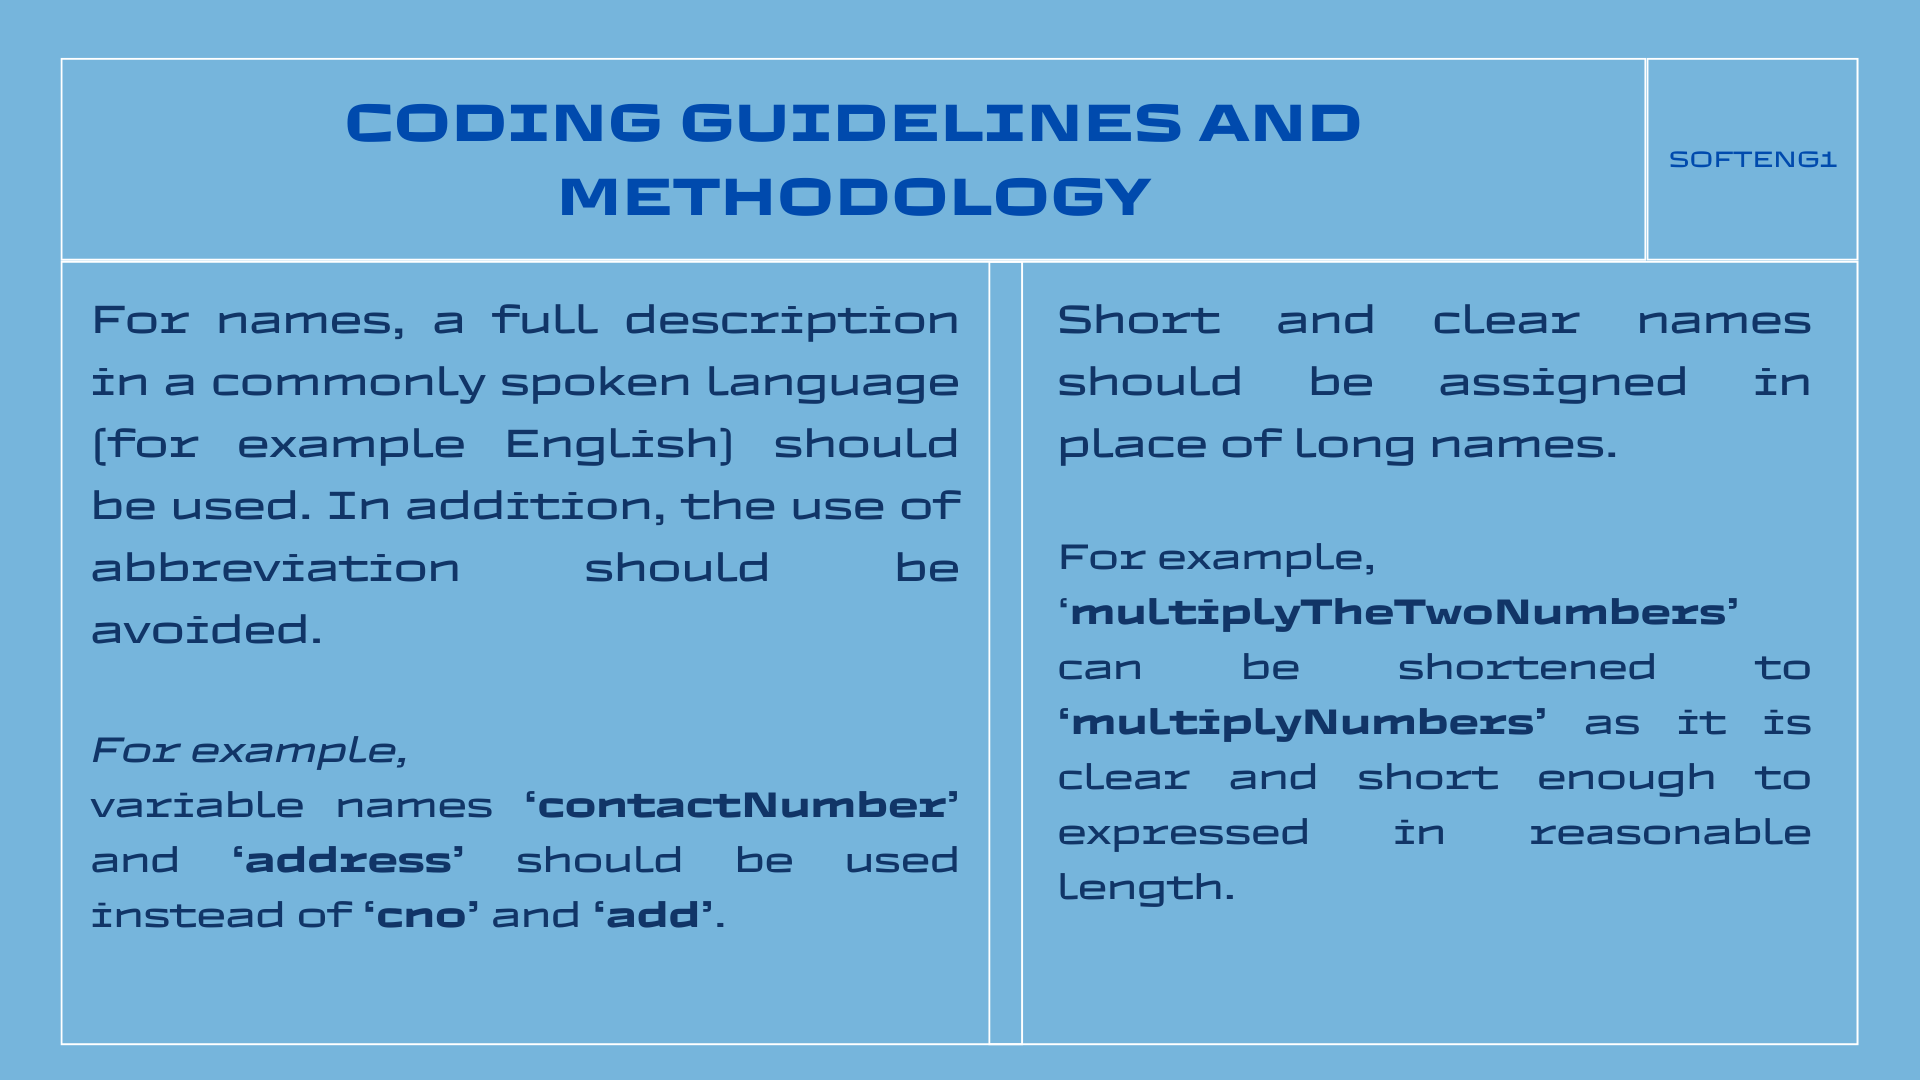 CODING GUIDELINES AND
METHODOLOGY
SOFTENG1
For names, a full description
in a commonly spoken language
(for example English) should
be used. In addition, the use of
abbreviation should be
avoided.
For example,
variable names ‘contactNumber’
and ‘address’ should be used
instead of ‘cno’ and ‘add’.
Short and clear names
should be assigned in
place of long names.
For example,
‘multiplyTheTwoNumbers’
can be shortened to
‘multiplyNumbers’ as it is
clear and short enough to
expressed in reasonable
length.